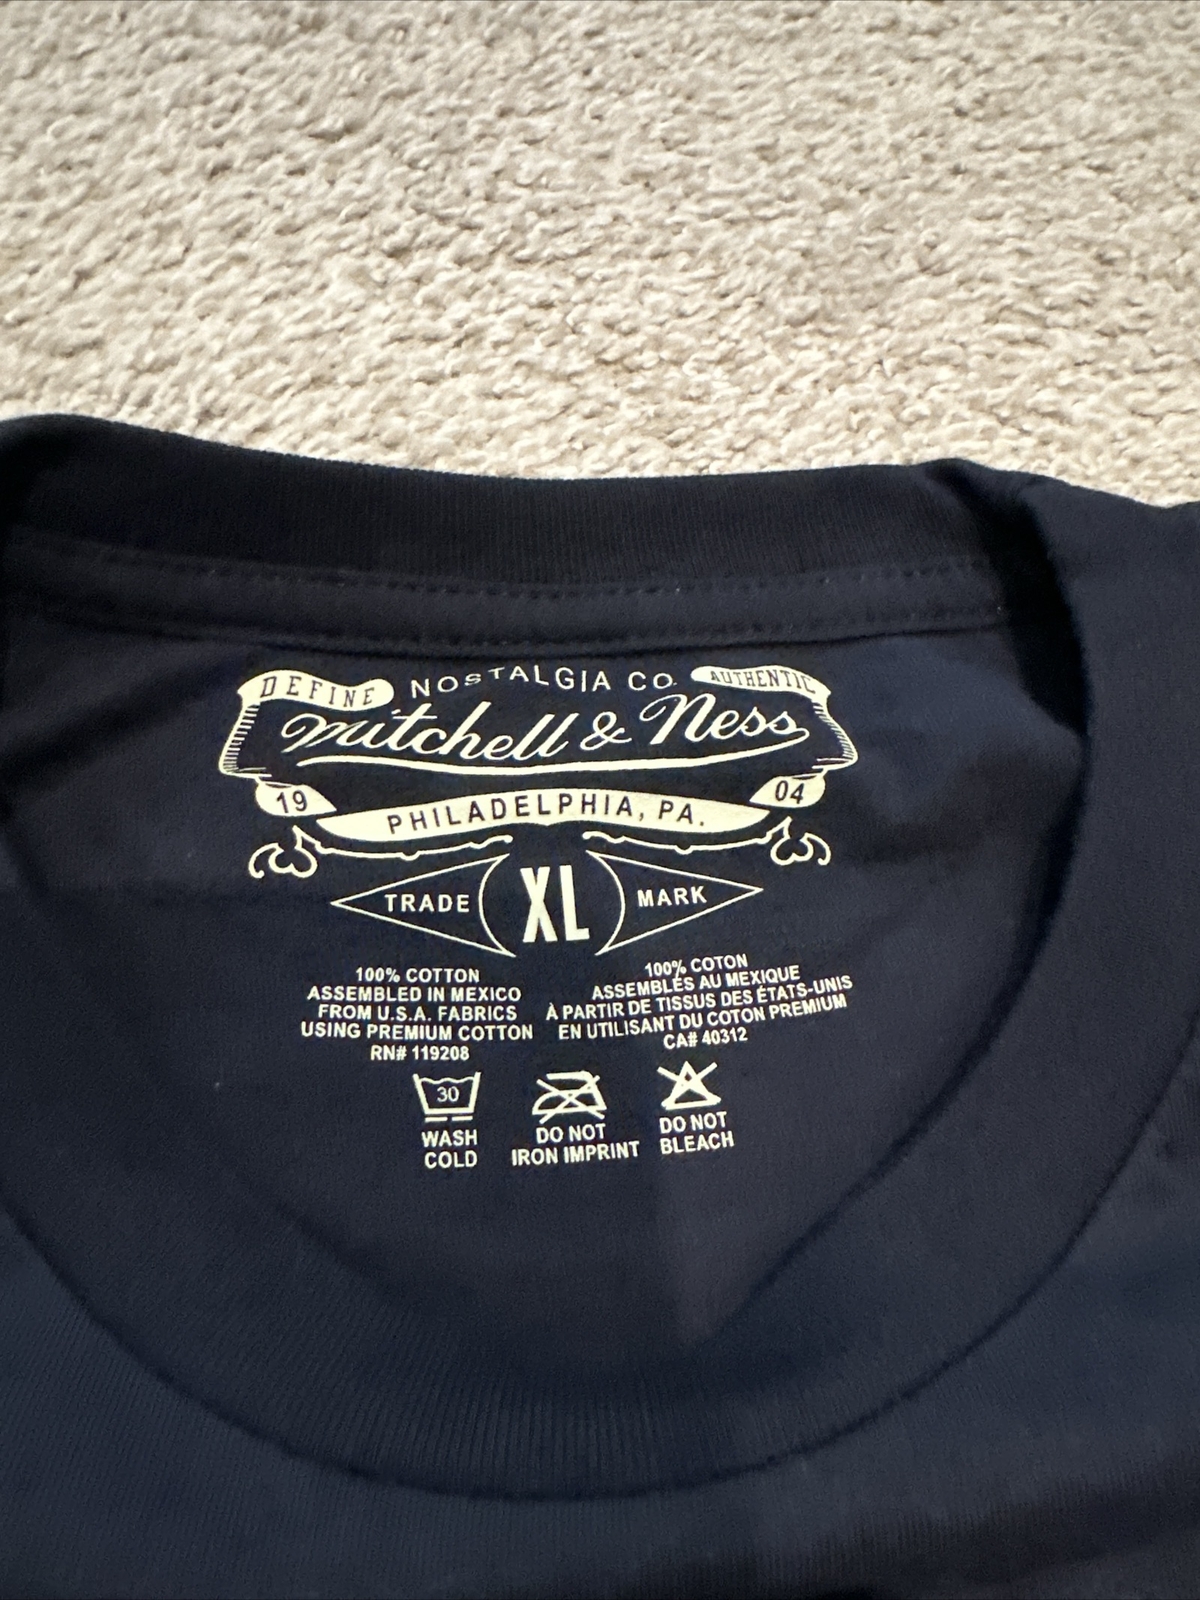 DEFINE NOSTALGIA CO. AUTHENTIC
Mitchell & Ness
19 PHILADELPHIA, PA. 04
TRADE XL MARK
100% COTTON
ASSEMBLED IN MEXICO
FROM U.S.A. FABRICS
USING PREMIUM COTTON
RN# 119208
100% COTON
ASSEMBLÉS AU MEXIQUE
À PARTIR DE TISSUS DES ÉTATS-UNIS
EN UTILISANT DU COTON PREMIUM
CA# 40312
30
WASH
COLD
DO NOT
IRON IMPRINT
DO NOT
BLEACH